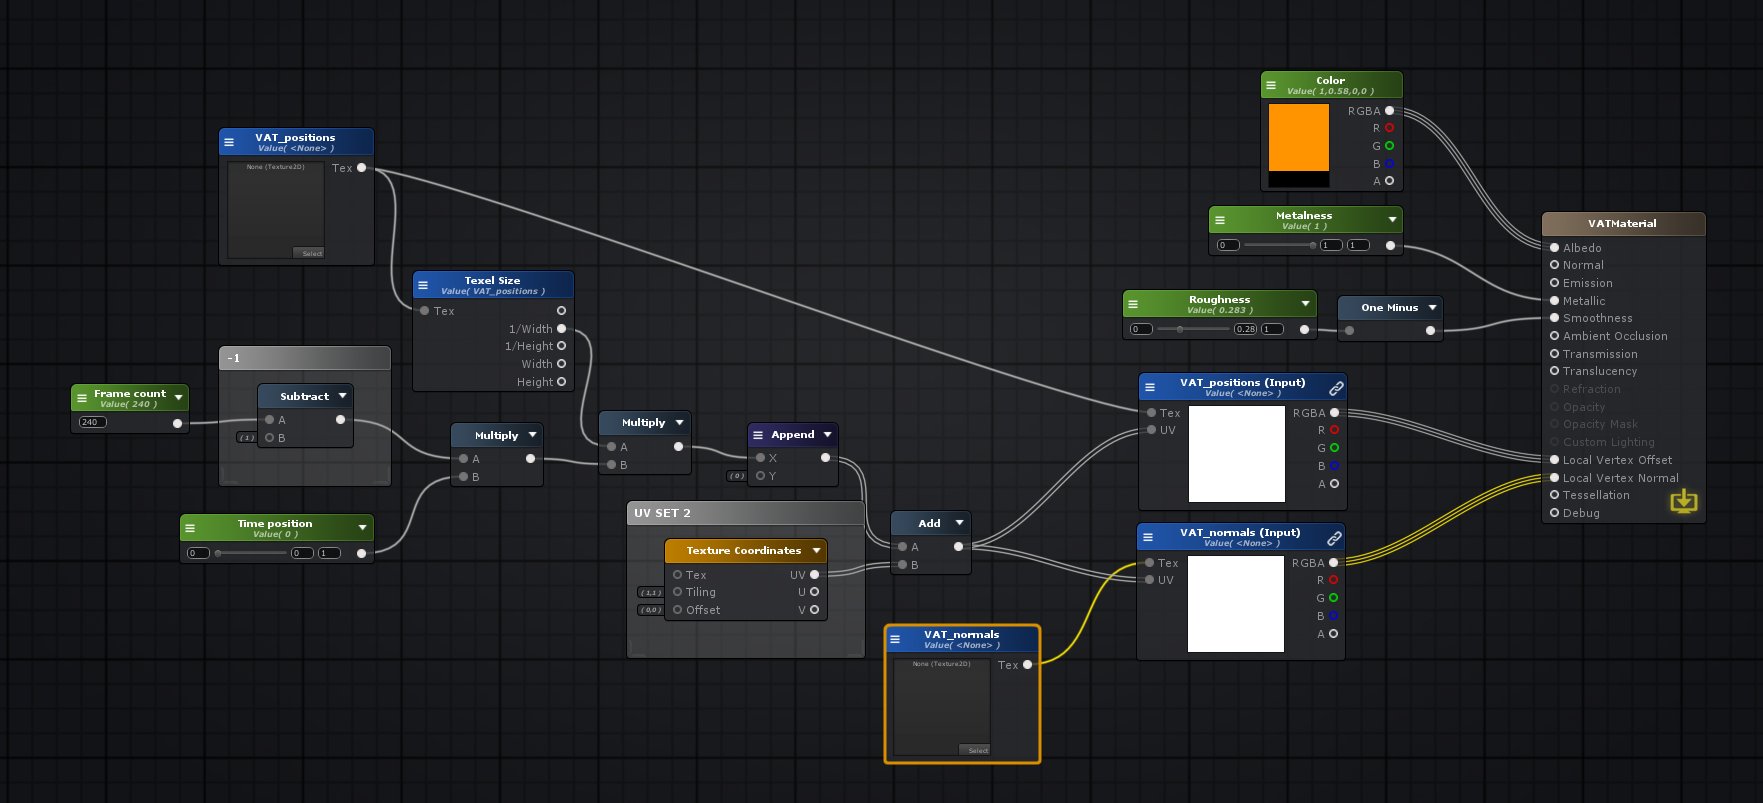 Color
Value( 1,0.58,0,0 )
RGBA
R
G
B
A
VAT_positions
Value( <None> )
None (Texture2D)
Tex
Select
Metalness
Value( 1 )
0
1
1
VATMaterial
Albedo
Normal
Emission
Metallic
Smoothness
Ambient Occlusion
Transmission
Translucency
Refraction
Opacity
Opacity Mask
Custom Lighting
Local Vertex Offset
Local Vertex Normal
Tessellation
Debug
Texel Size
Value( VAT_positions )
Tex
1/Width
1/Height
Width
Height
Roughness
Value( 0.283 )
0
0.28
1
One Minus
-1
Subtract
A
( 1 ) B
Frame count
Value( 240 )
240
VAT_positions (Input)
Value( <None> )
Tex
UV
RGBA
R
G
B
A
Multiply
A
B
Multiply
A
B
Append
X
( 0 ) Y
Time position
Value( 0 )
0
0
1
UV SET 2
Texture Coordinates
Tex
( 1,1 ) Tiling
( 0,0 ) Offset
UV
U
V
Add
A
B
VAT_normals (Input)
Value( <None> )
Tex
UV
RGBA
R
G
B
A
VAT_normals
Value( <None> )
None (Texture2D)
Tex
Select